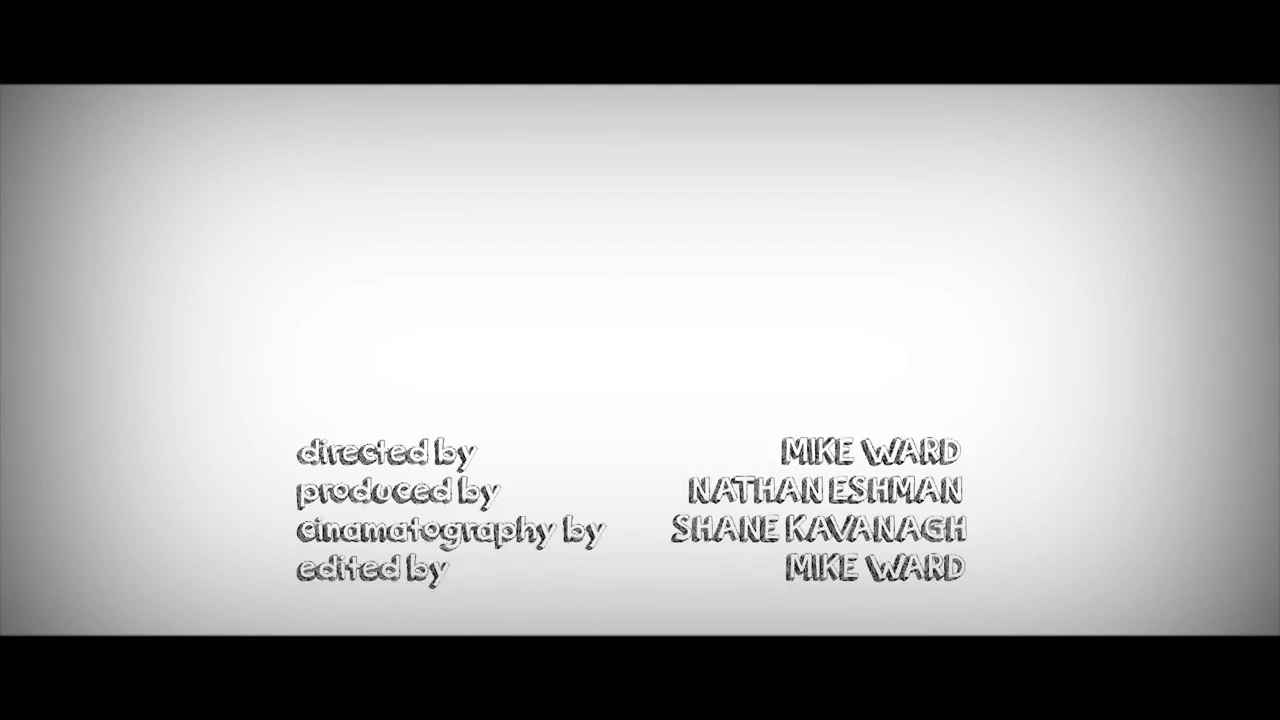 directed by MIKE WARD
produced by NATHAN ESHMAN
cinamatography by SHANE KAVANAGH
edited by MIKE WARD